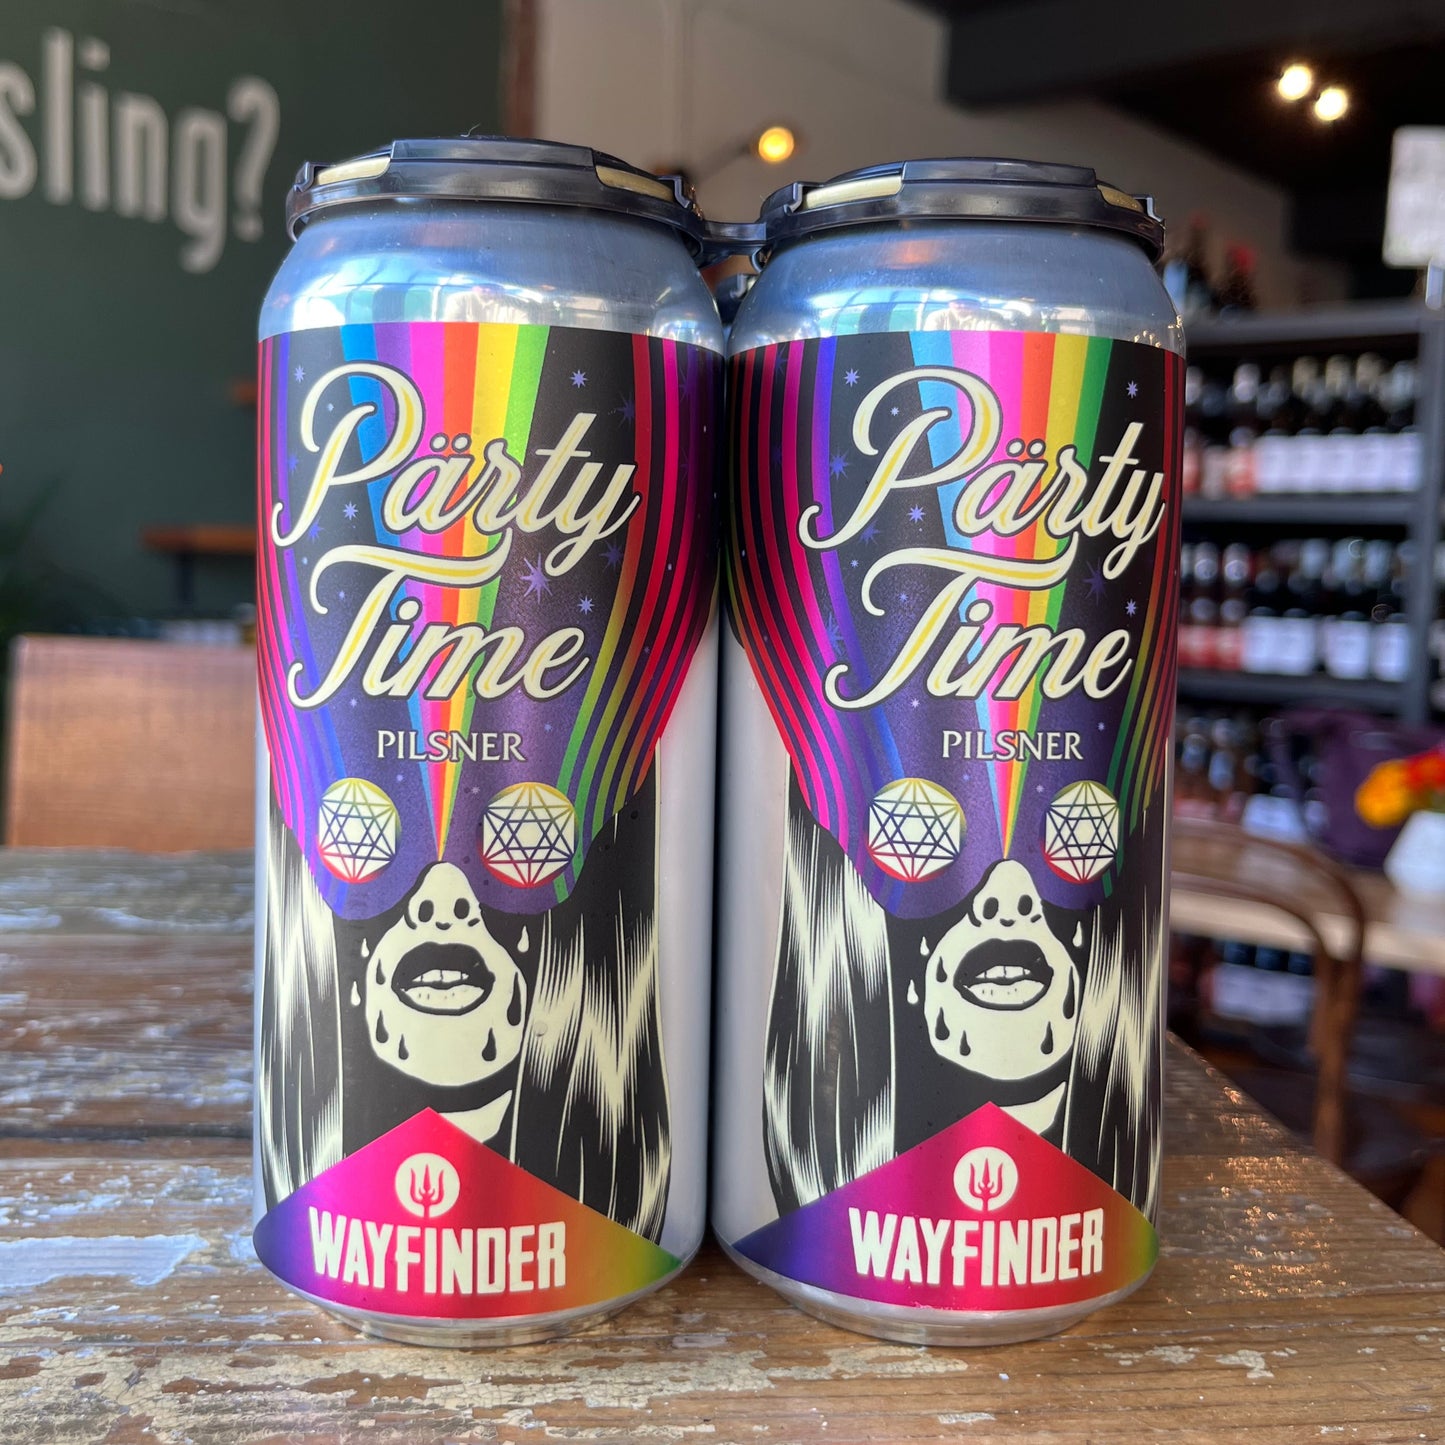 sling?
Pärty
Time
PILSNER
WAYFINDER
Pärty
Time
PILSNER
WAYFINDER